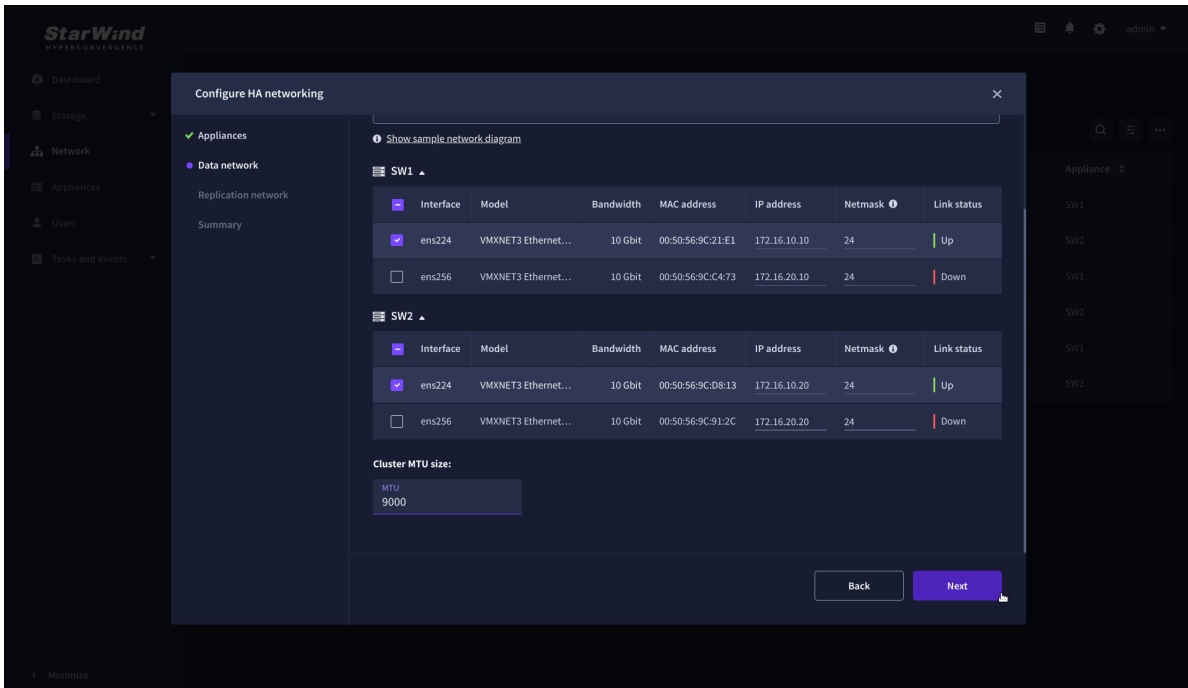 StarWind
HYPERCONVERGENCE
admin
Dashboard
Storage
Network
Appliances
Users
Tasks and events
Minimize
Configure HA networking
Appliances
Data network
Replication network
Summary
Show sample network diagram
SW1
Interface Model Bandwidth MAC address IP address Netmask Link status
ens224 VMXNET3 Ethernet... 10 Gbit 00:50:56:9C:21:E1 172.16.10.10 24 Up
ens256 VMXNET3 Ethernet... 10 Gbit 00:50:56:9C:C4:73 172.16.20.10 24 Down
SW2
Interface Model Bandwidth MAC address IP address Netmask Link status
ens224 VMXNET3 Ethernet... 10 Gbit 00:50:56:9C:D8:13 172.16.10.20 24 Up
ens256 VMXNET3 Ethernet... 10 Gbit 00:50:56:9C:91:2C 172.16.20.20 24 Down
Cluster MTU size:
MTU
9000
Back Next
Appliance
SW1
SW2
SW1
SW2
SW1
SW2